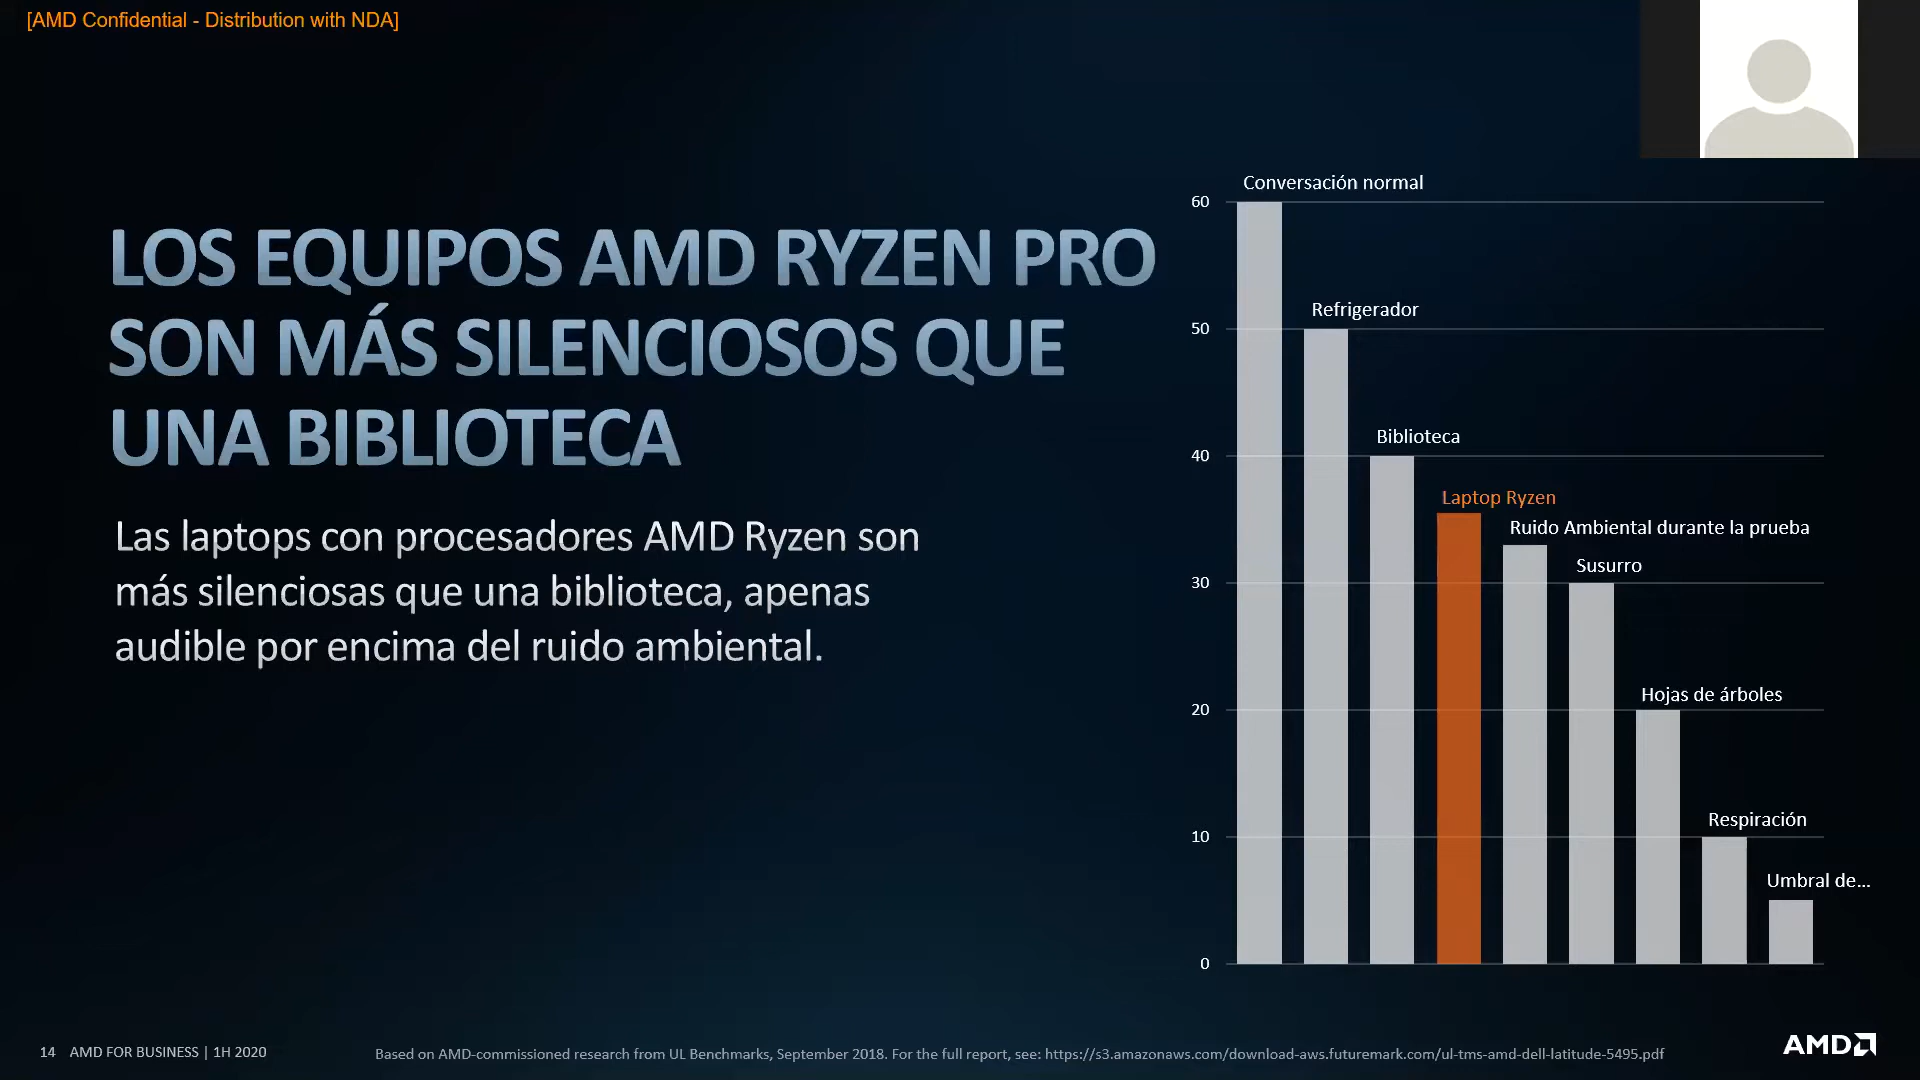 [AMD Confidential - Distribution with NDA]
LOS EQUIPOS AMD RYZEN PRO
SON MÁS SILENCIOSOS QUE
UNA BIBLIOTECA
Las laptops con procesadores AMD Ryzen son
más silenciosas que una biblioteca, apenas
audible por encima del ruido ambiental.
Conversación normal
60
Refrigerador
50
Biblioteca
40
Laptop Ryzen
Ruido Ambiental durante la prueba
Susurro
30
Hojas de árboles
20
Respiración
10
Umbral de...
0
14 AMD FOR BUSINESS | 1H 2020
Based on AMD-commissioned research from UL Benchmarks, September 2018. For the full report, see: https://s3.amazonaws.com/download-aws.futuremark.com/ul-tms-amd-dell-latitude-5495.pdf
AMD